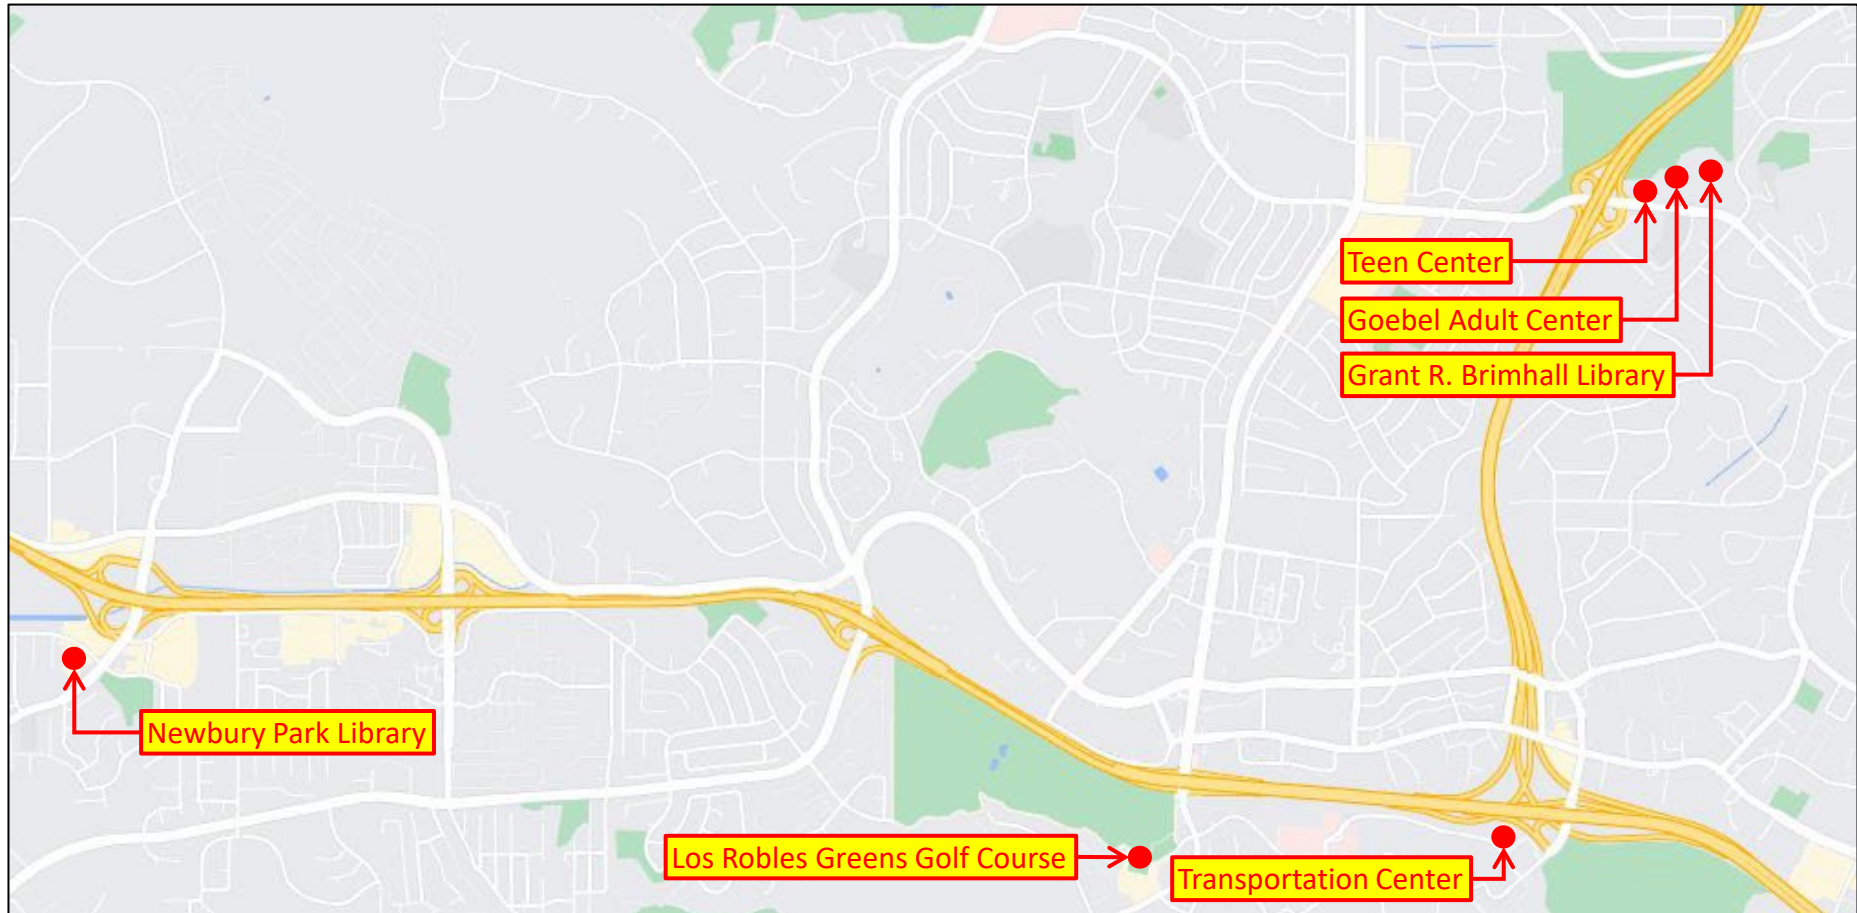 Teen Center
Goebel Adult Center
Grant R. Brimhall Library
Newbury Park Library
Los Robles Greens Golf Course
Transportation Center